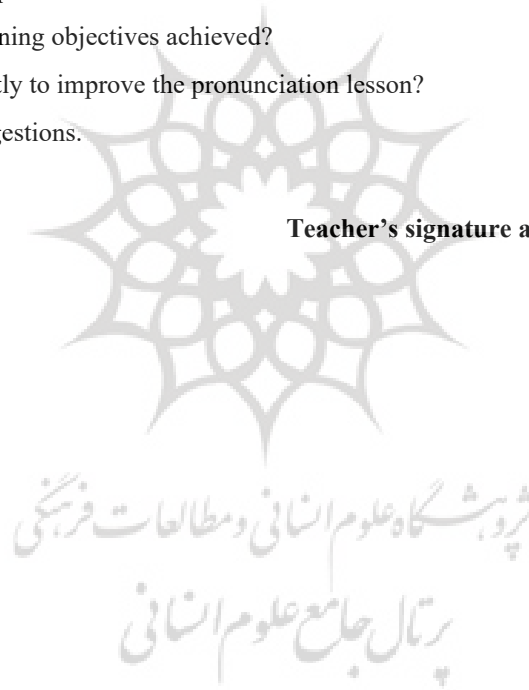 ning objectives achieved?
tly to improve the pronunciation lesson?
gestions.
Teacher's signature a
پژوهشگاه علوم انسانی و مطالعات فرهنگی
پرتال جامع علوم انسانی